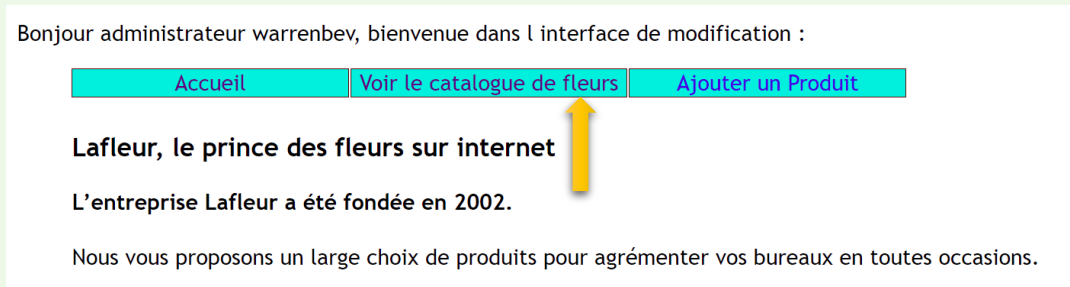 Bonjour administrateur warrenbev, bienvenue dans l interface de modification :
Accueil Voir le catalogue de fleurs Ajouter un Produit
Lafleur, le prince des fleurs sur internet
L’entreprise Lafleur a été fondée en 2002.
Nous vous proposons un large choix de produits pour agrémenter vos bureaux en toutes occasions.